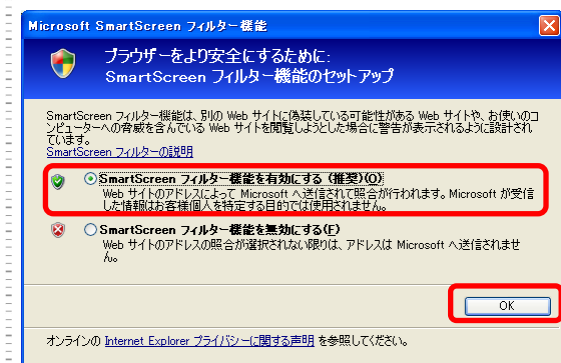 Microsoft SmartScreen フィルター機能
ブラウザーをより安全にするために:
SmartScreen フィルター機能のセットアップ
SmartScreen フィルター機能は、別の Web サイトに偽装している可能性がある Web サイトや、お使いのコ
ンピューターへの脅威を含んでいる Web サイトを閲覧しようとした場合に警告が表示されるように設計され
ています。
SmartScreen フィルターの説明
SmartScreen フィルター機能を有効にする (推奨)(O)
Web サイトのアドレスによって Microsoft へ送信されて照合が行われます。Microsoft が受信
した情報はお客様個人を特定する目的では使用されません。
SmartScreen フィルター機能を無効にする(F)
Web サイトのアドレスの照合が選択されない限りは、アドレスは Microsoft へ送信されませ
ん。
OK
オンラインの Internet Explorer プライバシーに関する声明 を参照してください。